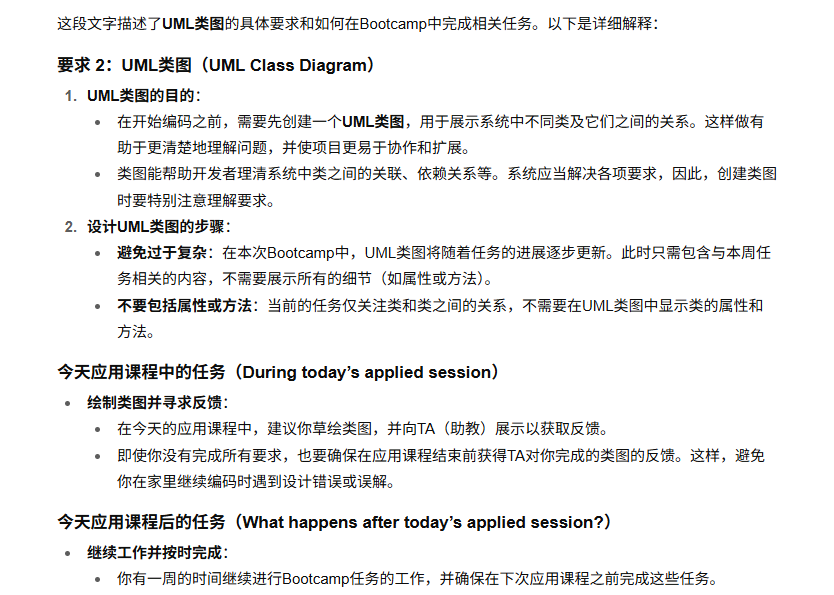 这段文字描述了UML类图的具体要求和如何在Bootcamp中完成相关任务。以下是详细解释：
要求 2：UML类图（UML Class Diagram）
1. UML类图的目的：
• 在开始编码之前，需要先创建一个UML类图，用于展示系统中不同类及它们之间的关系。这样做有
助于更清楚地理解问题，并使项目更易于协作和扩展。
• 类图能帮助开发者理清系统中类之间的关联、依赖关系等。系统应当解决各项要求，因此，创建类图
时要特别注意理解要求。
2. 设计UML类图的步骤：
• 避免过于复杂：在本次Bootcamp中，UML类图将随着任务的进展逐步更新。此时只需包含与本周任
务相关的内容，不需要展示所有的细节（如属性或方法）。
• 不要包括属性或方法：当前的任务仅关注类和类之间的关系，不需要在UML类图中显示类的属性和
方法。
今天应用课程中的任务（During today’s applied session）
• 绘制类图并寻求反馈：
• 在今天的应用课程中，建议你草绘类图，并向TA（助教）展示以获取反馈。
• 即使你没有完成所有要求，也要确保在应用课程结束前获得TA对你完成的类图的反馈。这样，避免
你在家里继续编码时遇到设计错误或误解。
今天应用课程后的任务（What happens after today’s applied session?）
• 继续工作并按时完成：
• 你有一周的时间继续进行Bootcamp任务的工作，并确保在下次应用课程之前完成这些任务。